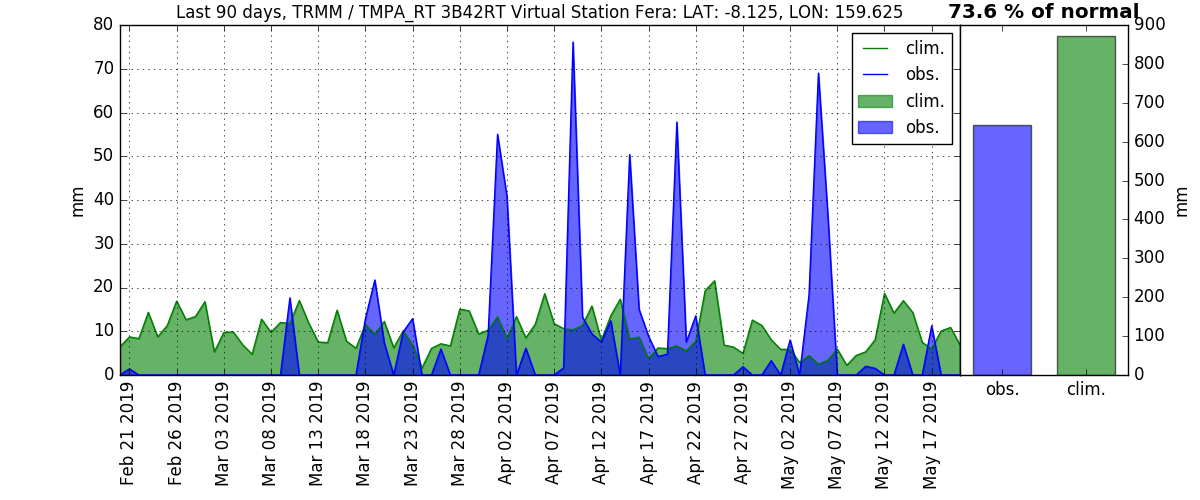 Last 90 days, TRMM / TMPA_RT 3B42RT Virtual Station Fera: LAT: -8.125, LON: 159.625
73.6 % of normal
80
70
60
50
40
30
20
10
0
mm
clim.
obs.
clim.
obs.
900
800
700
600
500
400
300
200
100
0
mm
obs.
clim.
Feb 21 2019
Feb 26 2019
Mar 03 2019
Mar 08 2019
Mar 13 2019
Mar 18 2019
Mar 23 2019
Mar 28 2019
Apr 02 2019
Apr 07 2019
Apr 12 2019
Apr 17 2019
Apr 22 2019
Apr 27 2019
May 02 2019
May 07 2019
May 12 2019
May 17 2019